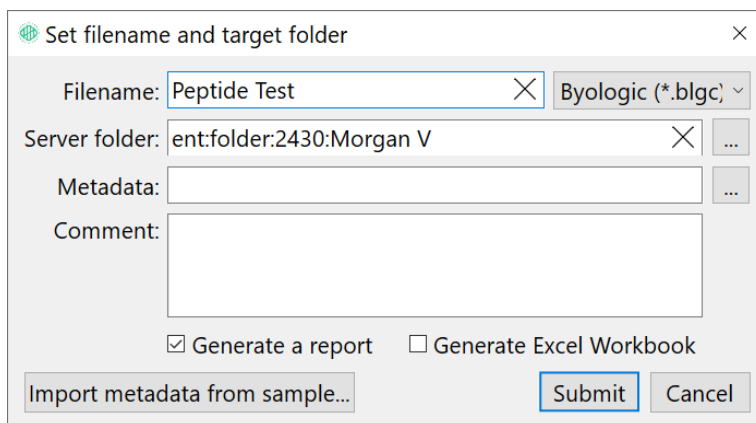 Set filename and target folder
Filename: Peptide Test Byologic (*.blgc)
Server folder: ent:folder:2430:Morgan V ...
Metadata: ...
Comment:
Generate a report Generate Excel Workbook
Import metadata from sample... Submit Cancel